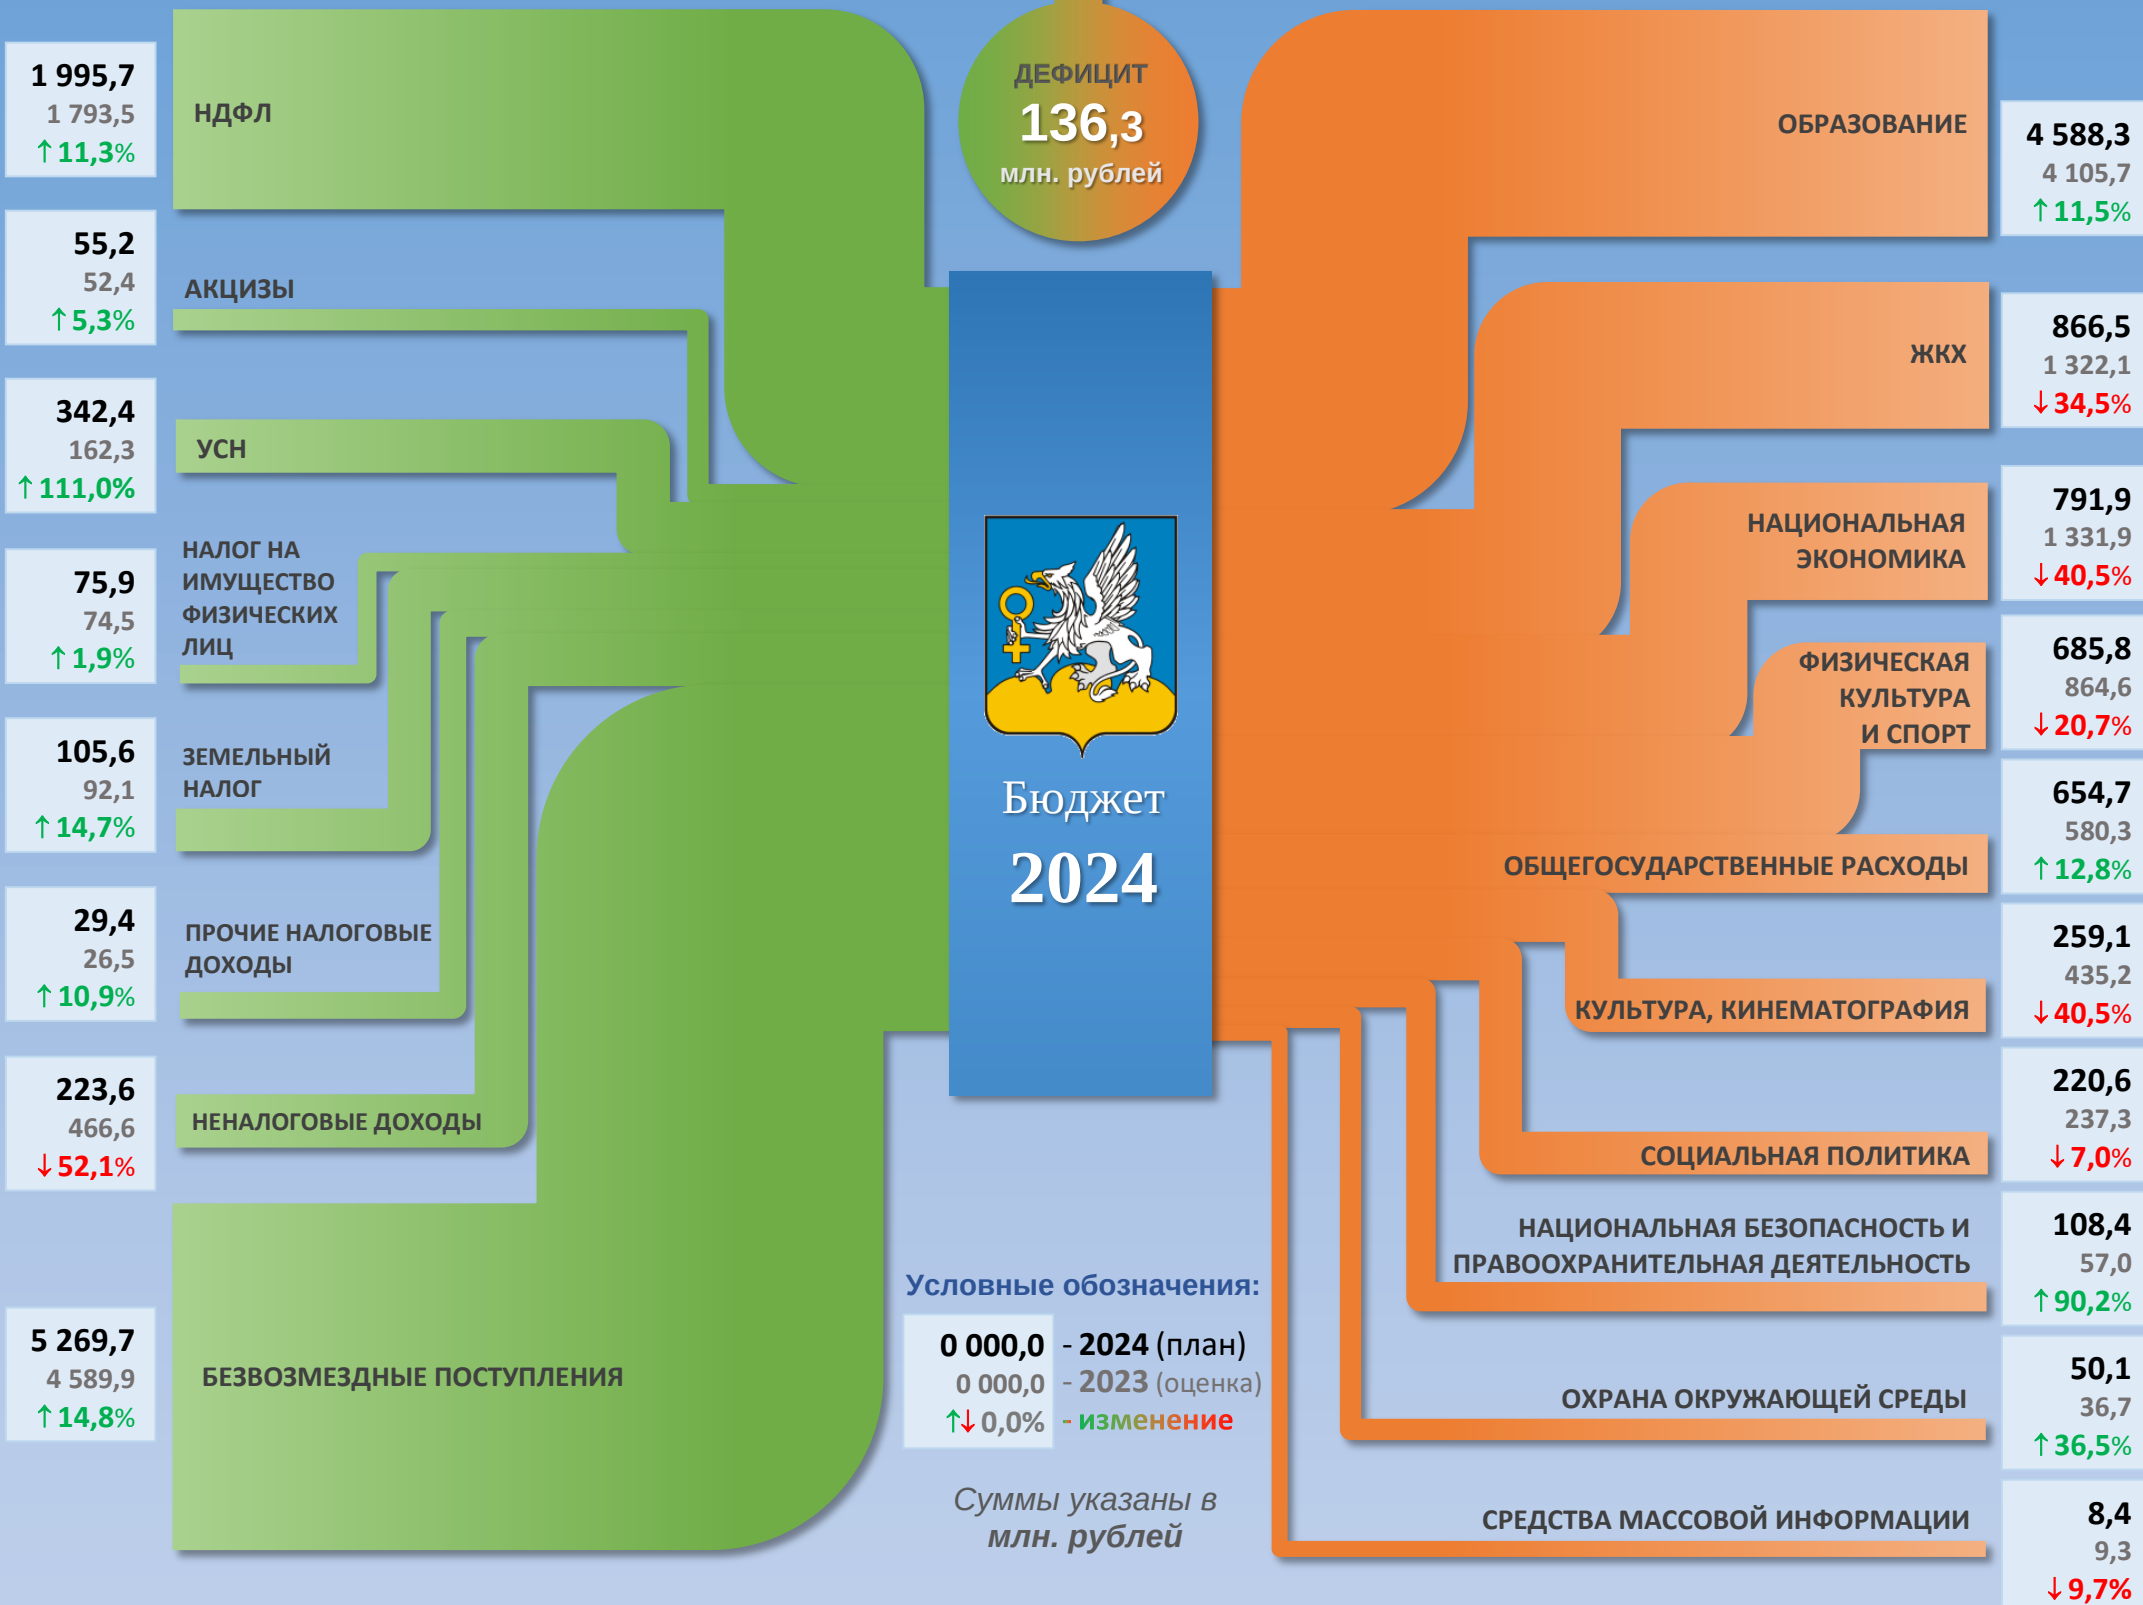 1 995,7
1 793,5
↑11,3%
НДФЛ
55,2
52,4
↑5,3%
АКЦИЗЫ
342,4
162,3
↑111,0%
УСН
75,9
74,5
↑1,9%
НАЛОГ НА
ИМУЩЕСТВО
ФИЗИЧЕСКИХ
ЛИЦ
105,6
92,1
↑14,7%
ЗЕМЕЛЬНЫЙ
НАЛОГ
29,4
26,5
↑10,9%
ПРОЧИЕ НАЛОГОВЫЕ
ДОХОДЫ
223,6
466,6
↓52,1%
НЕНАЛОГОВЫЕ ДОХОДЫ
5 269,7
4 589,9
↑14,8%
БЕЗВОЗМЕЗДНЫЕ ПОСТУПЛЕНИЯ
ДЕФИЦИТ
136,3
млн. рублей
Бюджет
2024
Условные обозначения:
0 000,0 - 2024 (план)
0 000,0 - 2023 (оценка)
↑↓0,0% - изменение
Суммы указаны в
млн. рублей
ОБРАЗОВАНИЕ
4 588,3
4 105,7
↑11,5%
ЖКХ
866,5
1 322,1
↓34,5%
НАЦИОНАЛЬНАЯ
ЭКОНОМИКА
791,9
1 331,9
↓40,5%
ФИЗИЧЕСКАЯ
КУЛЬТУРА
И СПОРТ
685,8
864,6
↓20,7%
ОБЩЕГОСУДАРСТВЕННЫЕ РАСХОДЫ
654,7
580,3
↑12,8%
КУЛЬТУРА, КИНЕМАТОГРАФИЯ
259,1
435,2
↓40,5%
СОЦИАЛЬНАЯ ПОЛИТИКА
220,6
237,3
↓7,0%
НАЦИОНАЛЬНАЯ БЕЗОПАСНОСТЬ И
ПРАВООХРАНИТЕЛЬНАЯ ДЕЯТЕЛЬНОСТЬ
108,4
57,0
↑90,2%
ОХРАНА ОКРУЖАЮЩЕЙ СРЕДЫ
50,1
36,7
↑36,5%
СРЕДСТВА МАССОВОЙ ИНФОРМАЦИИ
8,4
9,3
↓9,7%